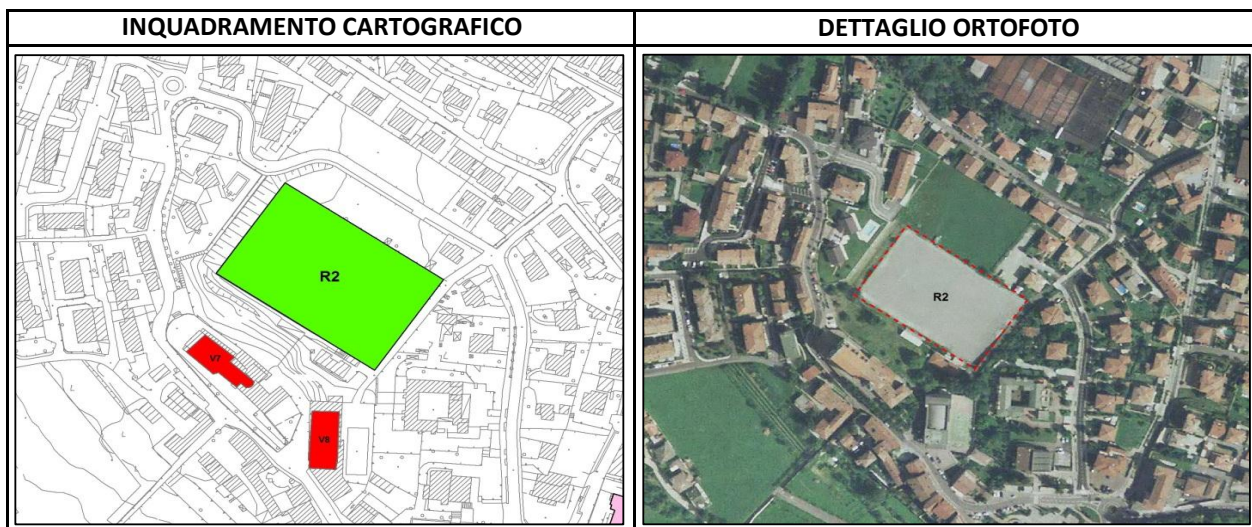 INQUADRAMENTO CARTOGRAFICO
DETTAGLIO ORTOFOTO
R2
V7
V8
R2